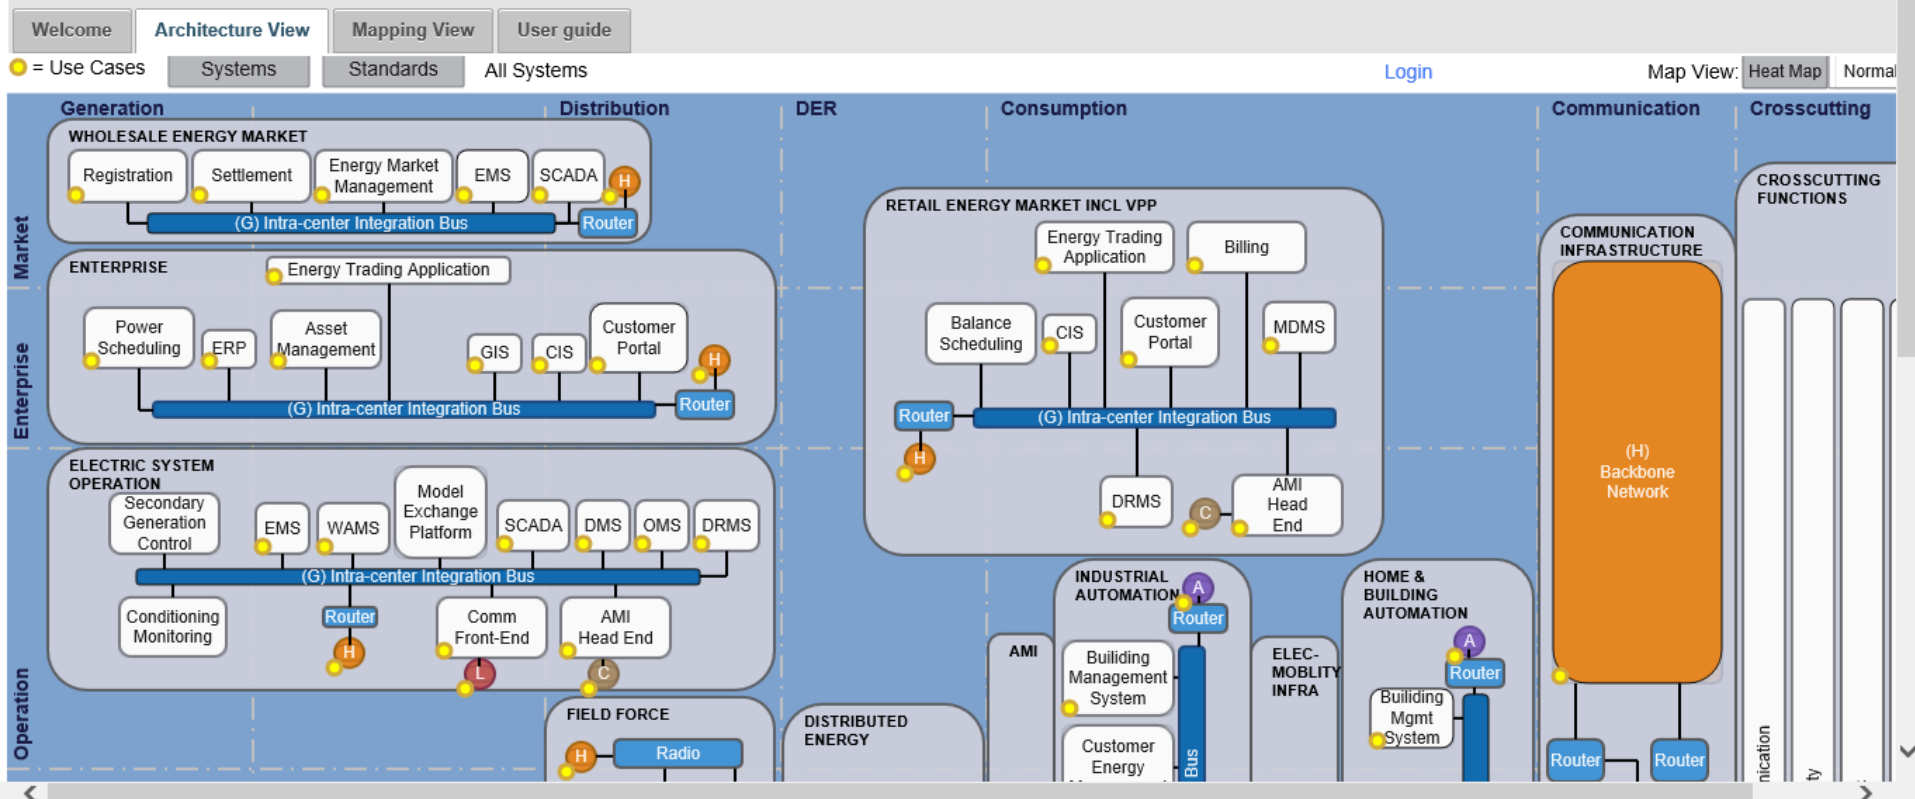 Welcome
Architecture View
Mapping View
User guide
= Use Cases
Systems
Standards
All Systems
Login
Map View:
Heat Map
Normal
Generation
Distribution
DER
Consumption
Communication
Crosscutting
Market
Enterprise
Operation
WHOLESALE ENERGY MARKET
Registration
Settlement
Energy Market
Management
EMS
SCADA
H
(G) Intra-center Integration Bus
Router
ENTERPRISE
Energy Trading Application
Power
Scheduling
ERP
Asset
Management
GIS
CIS
Customer
Portal
H
(G) Intra-center Integration Bus
Router
ELECTRIC SYSTEM
OPERATION
Secondary
Generation
Control
EMS
WAMS
Model
Exchange
Platform
SCADA
DMS
OMS
DRMS
(G) Intra-center Integration Bus
Conditioning
Monitoring
Router
H
Comm
Front-End
L
AMI
Head End
C
FIELD FORCE
H
Radio
DISTRIBUTED
ENERGY
RETAIL ENERGY MARKET INCL VPP
Energy Trading
Application
Billing
Balance
Scheduling
CIS
Customer
Portal
MDMS
Router
(G) Intra-center Integration Bus
H
DRMS
C
AMI
Head
End
AMI
INDUSTRIAL
AUTOMATION
A
Router
Builiding
Management
System
Customer
Energy
Bus
ELEC-
MOBLITY
INFRA
HOME &
BUILDING
AUTOMATION
A
Router
Builiding
Mgmt
System
COMMUNICATION
INFRASTRUCTURE
(H)
Backbone
Network
Router
Router
CROSSCUTTING
FUNCTIONS
nication
ty